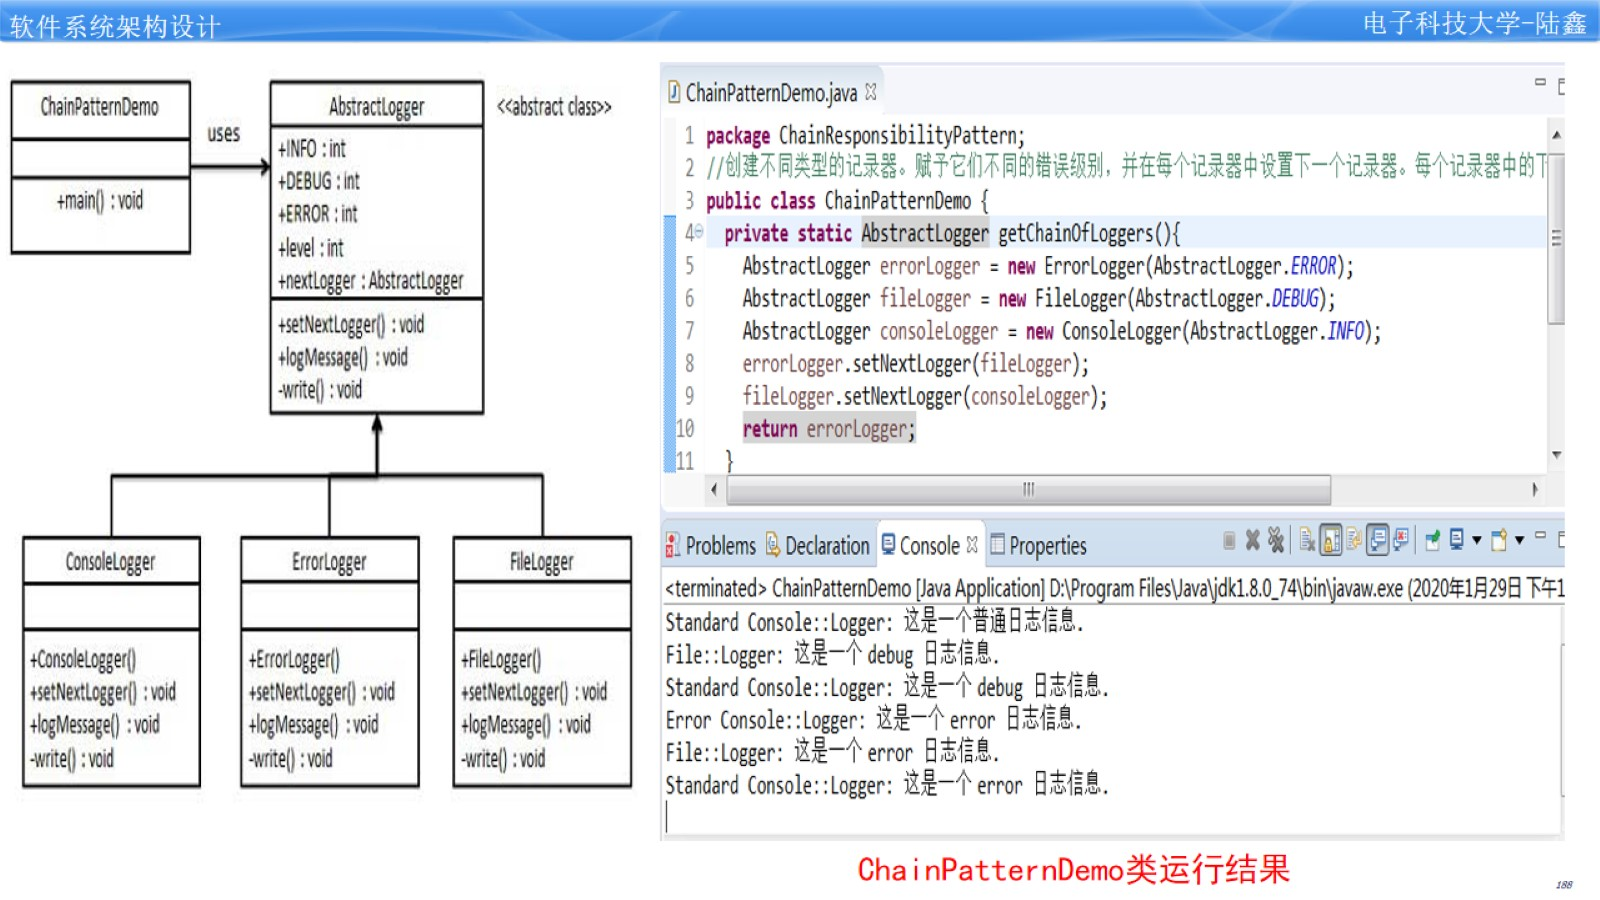 软件系统架构设计
电子科技大学-陆鑫
ChainPatternDemo
+main() : void
uses
AbstractLogger
<<abstract class>>
+INFO : int
+DEBUG : int
+ERROR : int
+level : int
+nextLogger : AbstractLogger
+setNextLogger() : void
+logMessage() : void
-write() : void
ConsoleLogger
+ConsoleLogger()
+setNextLogger() : void
+logMessage() : void
-write() : void
ErrorLogger
+ErrorLogger()
+setNextLogger() : void
+logMessage() : void
-write() : void
FileLogger
+FileLogger()
+setNextLogger() : void
+logMessage() : void
-write() : void
ChainPatternDemo.java
1 package ChainResponsibilityPattern;
2 //创建不同类型的记录器。赋予它们不同的错误级别，并在每个记录器中设置下一个记录器。每个记录器中的下
3 public class ChainPatternDemo {
4 private static AbstractLogger getChainOfLoggers(){
5 AbstractLogger errorLogger = new ErrorLogger(AbstractLogger.ERROR);
6 AbstractLogger fileLogger = new FileLogger(AbstractLogger.DEBUG);
7 AbstractLogger consoleLogger = new ConsoleLogger(AbstractLogger.INFO);
8 errorLogger.setNextLogger(fileLogger);
9 fileLogger.setNextLogger(consoleLogger);
10 return errorLogger;
11 }
Problems Declaration Console Properties
<terminated> ChainPatternDemo [Java Application] D:\Program Files\Java\jdk1.8.0_74\bin\javaw.exe (2020年1月29日 下午1
Standard Console::Logger: 这是一个普通日志信息.
File::Logger: 这是一个 debug 日志信息.
Standard Console::Logger: 这是一个 debug 日志信息.
Error Console::Logger: 这是一个 error 日志信息.
File::Logger: 这是一个 error 日志信息.
Standard Console::Logger: 这是一个 error 日志信息.
ChainPatternDemo类运行结果
188